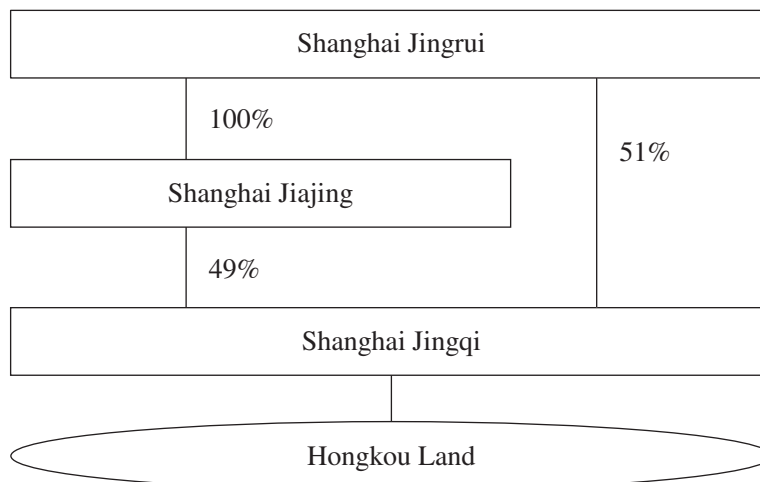 Shanghai Jingrui
100%
51%
Shanghai Jiajing
49%
Shanghai Jingqi
Hongkou Land